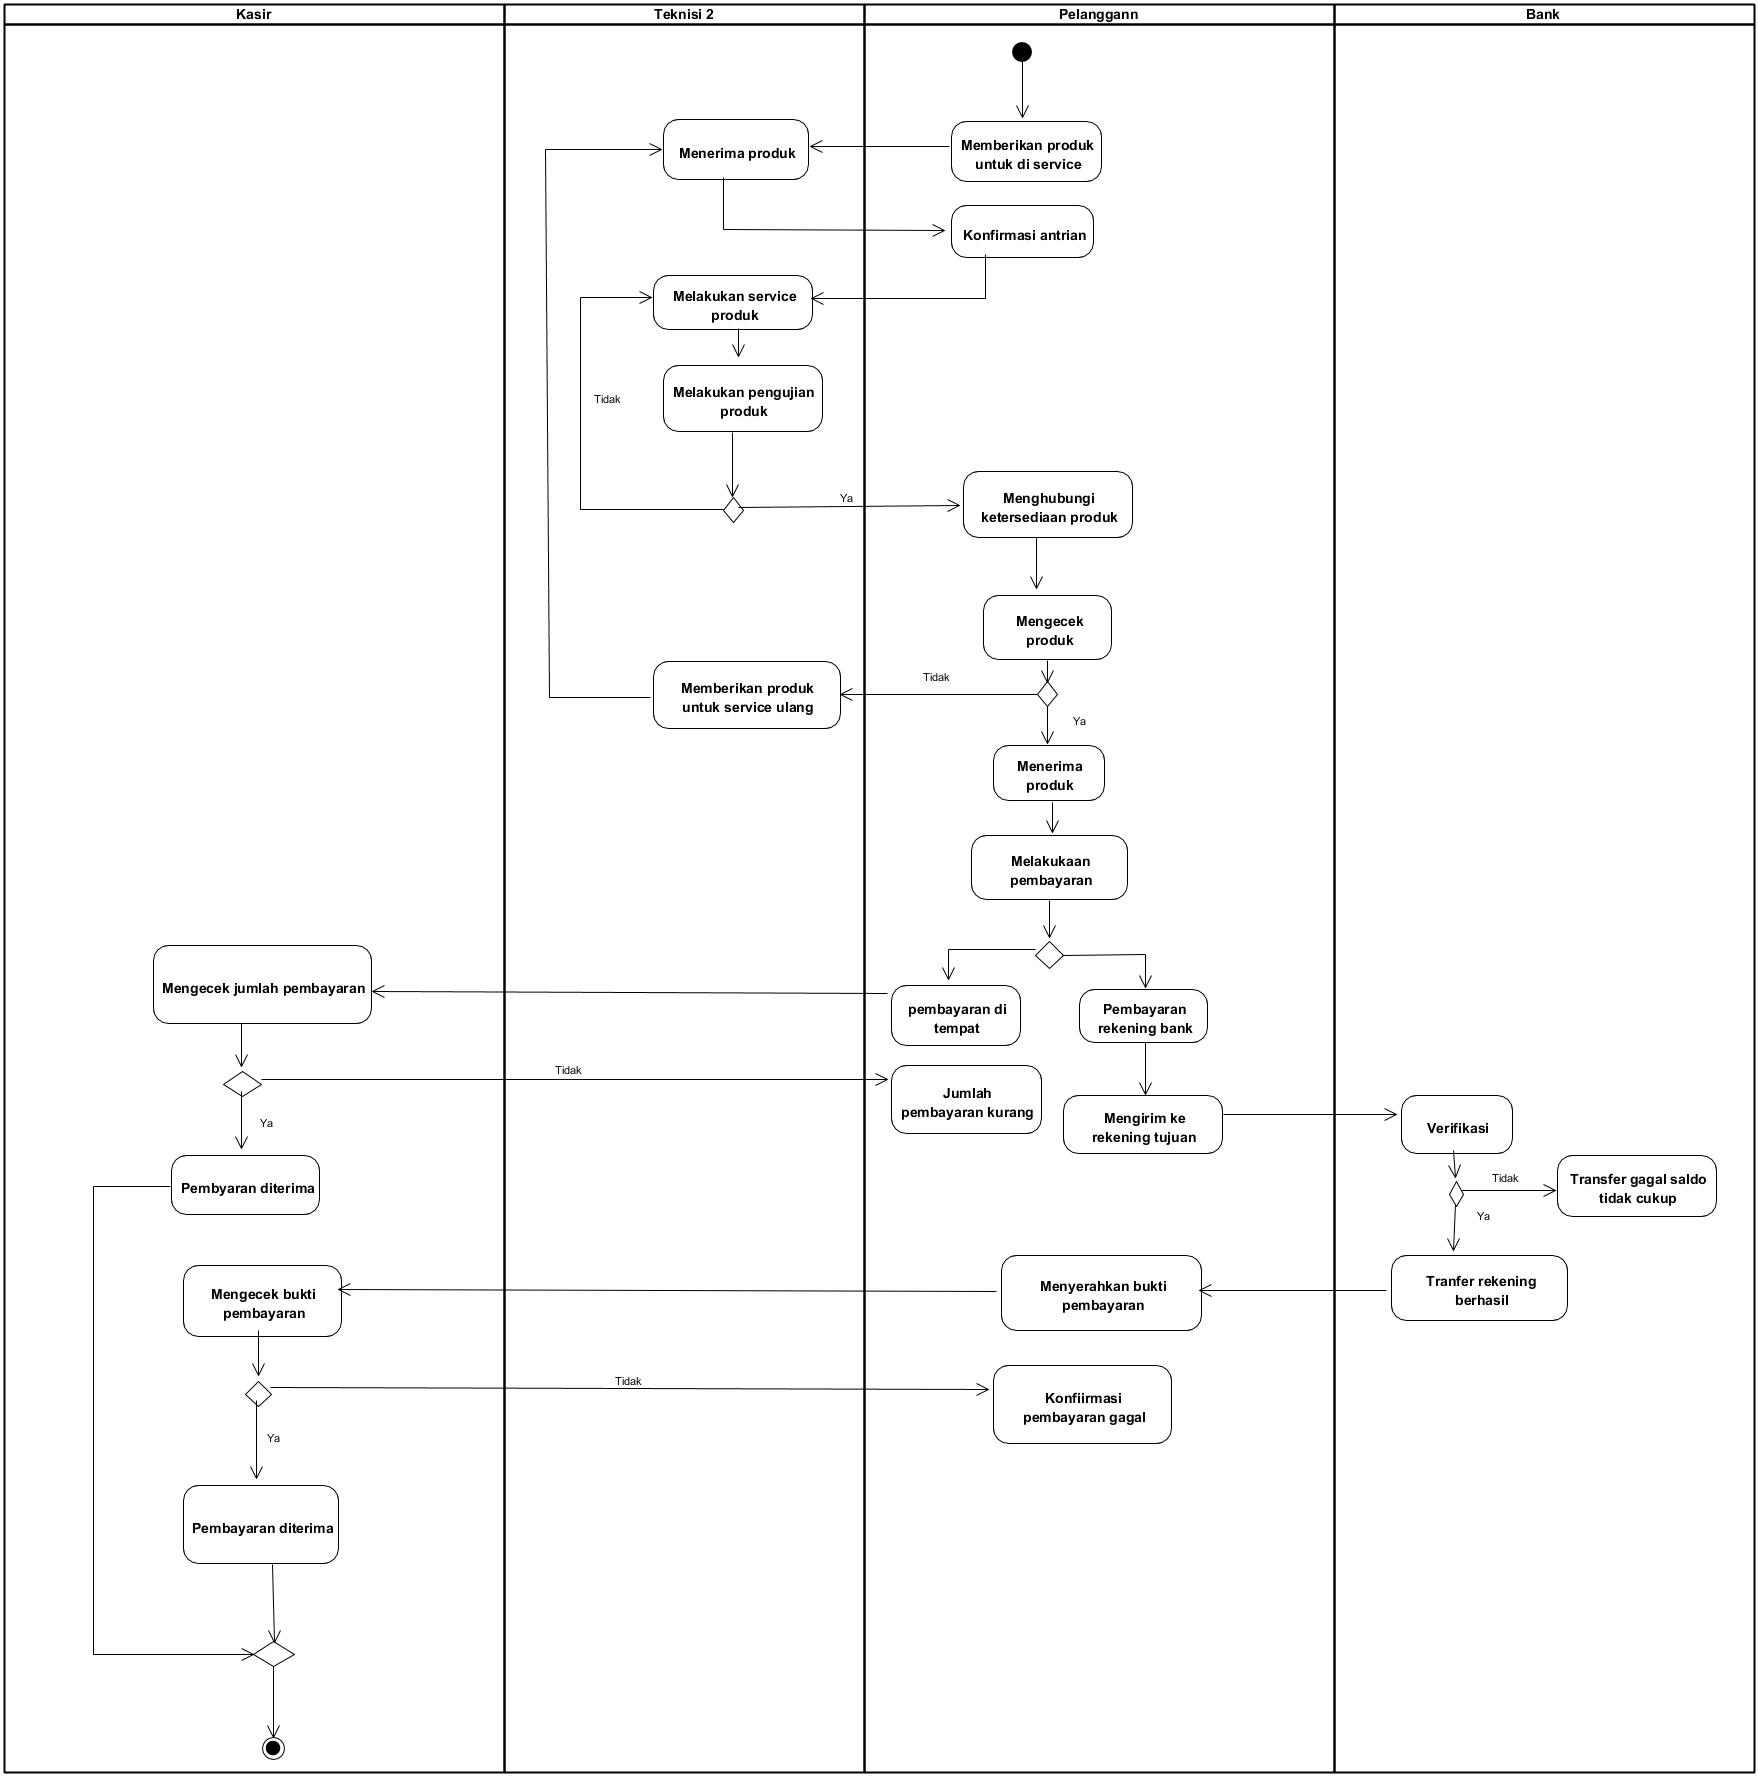 Kasir
Teknisi 2
Pelanggann
Bank
Menerima produk
Memberikan produk
untuk di service
Konfirmasi antrian
Melakukan service
produk
Tidak
Melakukan pengujian
produk
Ya
Menghubungi
ketersediaan produk
Mengecek
produk
Tidak
Memberikan produk
untuk service ulang
Ya
Menerima
produk
Melakukaan
pembayaran
Mengecek jumlah pembayaran
pembayaran di
tempat
Pembayaran
rekening bank
Tidak
Jumlah
pembayaran kurang
Ya
Mengirim ke
rekening tujuan
Verifikasi
Pembyaran diterima
Tidak
Transfer gagal saldo
tidak cukup
Ya
Mengecek bukti
pembayaran
Menyerahkan bukti
pembayaran
Tranfer rekening
berhasil
Tidak
Konfiirmasi
pembayaran gagal
Ya
Pembayaran diterima